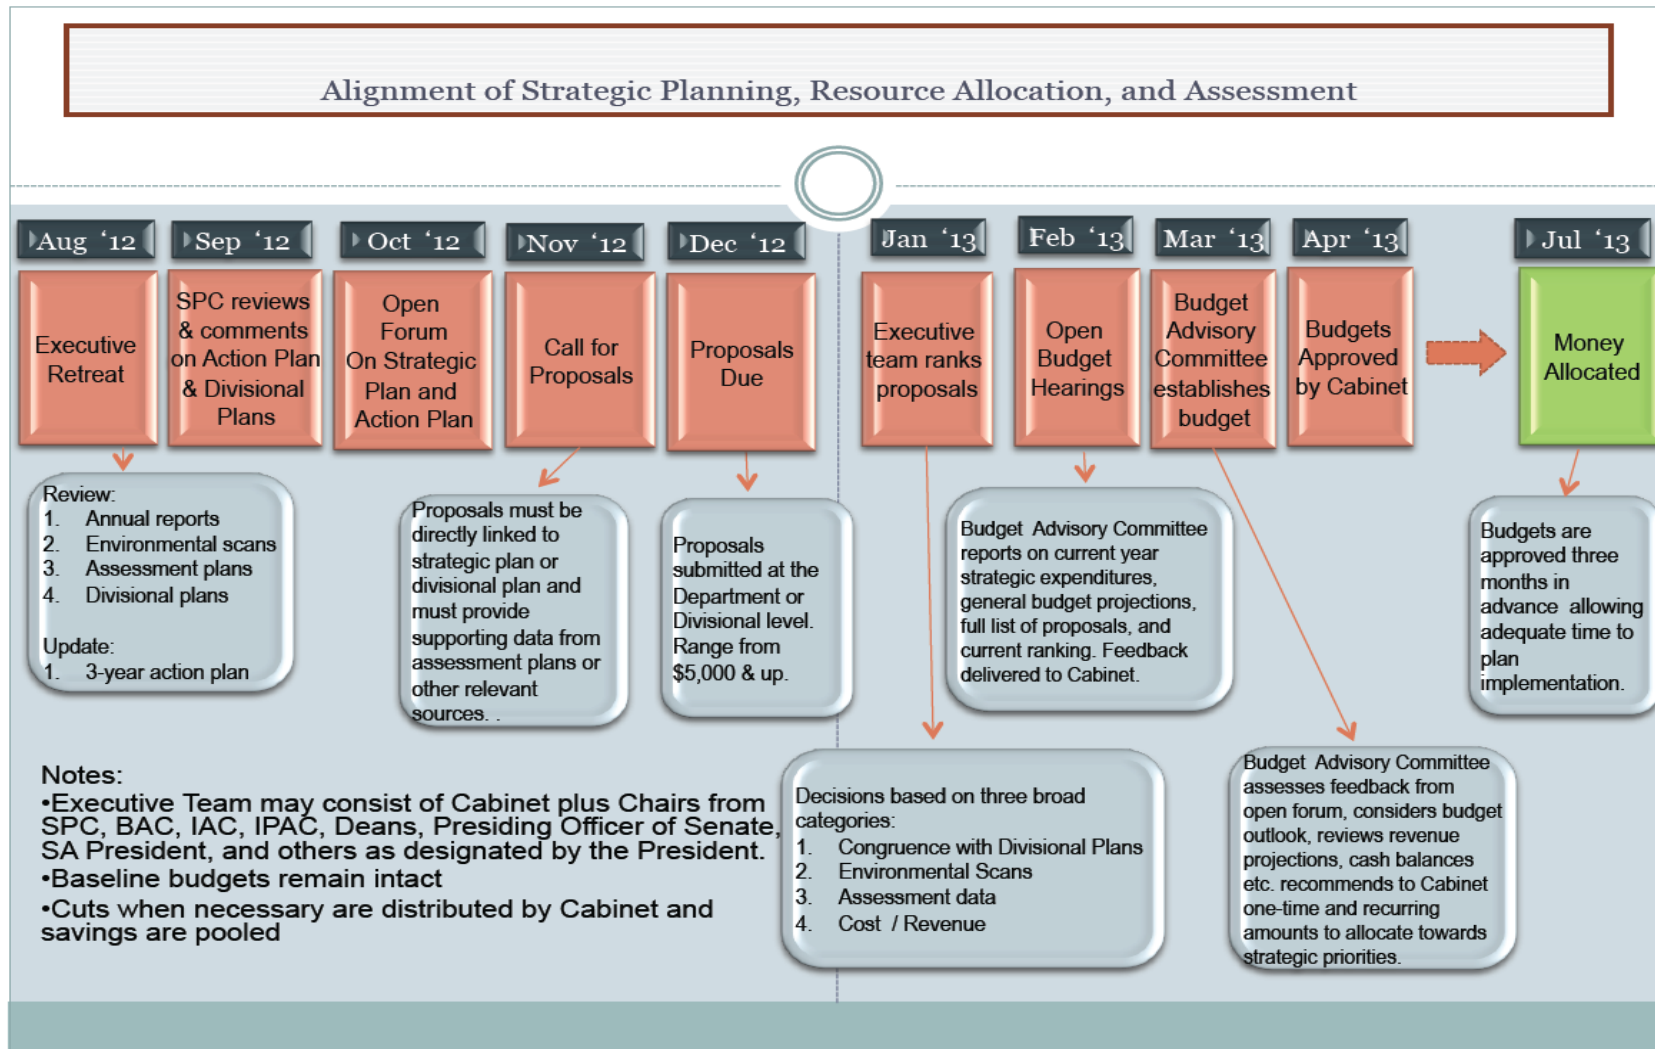 Alignment of Strategic Planning, Resource Allocation, and Assessment
Aug ‘12
Sep ‘12
Oct ‘12
Nov ‘12
Dec ‘12
Jan ‘13
Feb ‘13
Mar ‘13
Apr ‘13
Jul ‘13
Executive
Retreat
SPC reviews
& comments
on Action Plan
& Divisional
Plans
Open
Forum
On Strategic
Plan and
Action Plan
Call for
Proposals
Proposals
Due
Executive
team ranks
proposals
Open
Budget
Hearings
Budget
Advisory
Committee
establishes
budget
Budgets
Approved
by Cabinet
Money
Allocated
Review:
1. Annual reports
2. Environmental scans
3. Assessment plans
4. Divisional plans
Update:
1. 3-year action plan
Proposals must be
directly linked to
strategic plan or
divisional plan and
must provide
supporting data from
assessment plans or
other relevant
sources. .
Proposals
submitted at the
Department or
Divisional level.
Range from
$5,000 & up.
Budget Advisory Committee
reports on current year
strategic expenditures,
general budget projections,
full list of proposals, and
current ranking. Feedback
delivered to Cabinet.
Budgets are
approved three
months in
advance allowing
adequate time to
plan
implementation.
Notes:
•Executive Team may consist of Cabinet plus Chairs from
SPC, BAC, IAC, IPAC, Deans, Presiding Officer of Senate,
SA President, and others as designated by the President.
•Baseline budgets remain intact
•Cuts when necessary are distributed by Cabinet and
savings are pooled
Decisions based on three broad
categories:
1. Congruence with Divisional Plans
2. Environmental Scans
3. Assessment data
4. Cost / Revenue
Budget Advisory Committee
assesses feedback from
open forum, considers budget
outlook, reviews revenue
projections, cash balances
etc. recommends to Cabinet
one-time and recurring
amounts to allocate towards
strategic priorities.